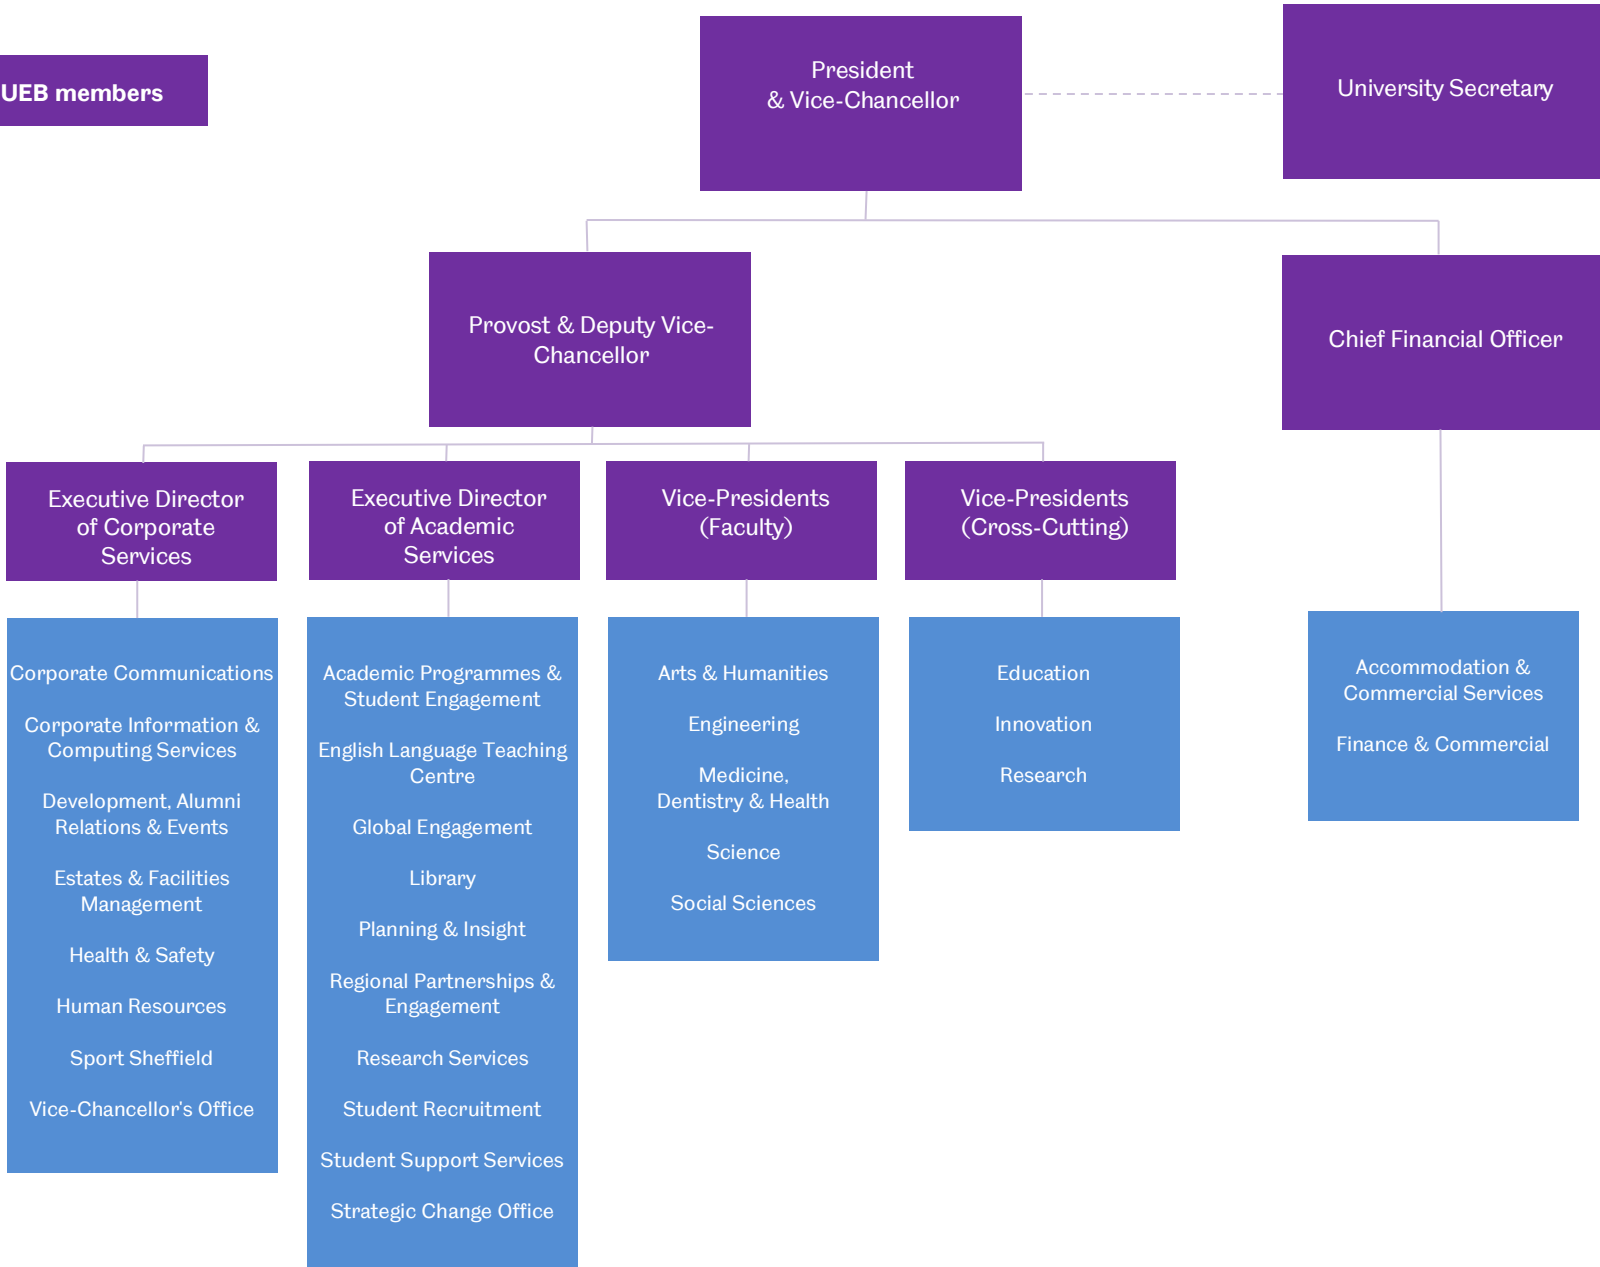 UEB members
President
& Vice-Chancellor
University Secretary
Provost & Deputy Vice-
Chancellor
Chief Financial Officer
Executive Director
of Corporate
Services
Executive Director
of Academic
Services
Vice-Presidents
(Faculty)
Vice-Presidents
(Cross-Cutting)
Corporate Communications
Corporate Information &
Computing Services
Development, Alumni
Relations & Events
Estates & Facilities
Management
Health & Safety
Human Resources
Sport Sheffield
Vice-Chancellor's Office
Academic Programmes &
Student Engagement
English Language Teaching
Centre
Global Engagement
Library
Planning & Insight
Regional Partnerships &
Engagement
Research Services
Student Recruitment
Student Support Services
Strategic Change Office
Arts & Humanities
Engineering
Medicine,
Dentistry & Health
Science
Social Sciences
Education
Innovation
Research
Accommodation &
Commercial Services
Finance & Commercial